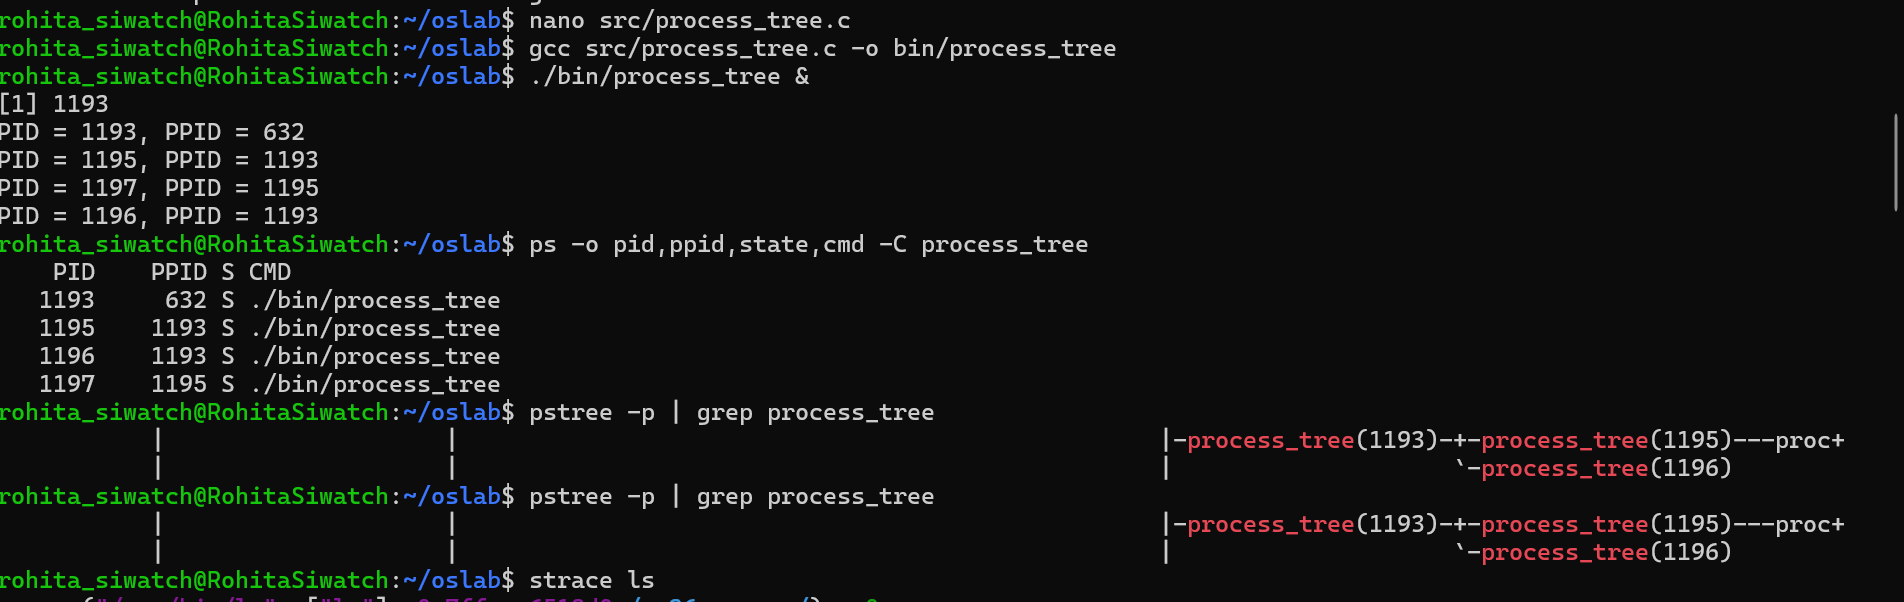 rohita_siwatch@RohitaSiwatch:~/oslab$ nano src/process_tree.c
rohita_siwatch@RohitaSiwatch:~/oslab$ gcc src/process_tree.c -o bin/process_tree
rohita_siwatch@RohitaSiwatch:~/oslab$ ./bin/process_tree &
[1] 1193
PID = 1193, PPID = 632
PID = 1195, PPID = 1193
PID = 1197, PPID = 1195
PID = 1196, PPID = 1193
rohita_siwatch@RohitaSiwatch:~/oslab$ ps -o pid,ppid,state,cmd -C process_tree
    PID    PPID S CMD
   1193     632 S ./bin/process_tree
   1195    1193 S ./bin/process_tree
   1196    1193 S ./bin/process_tree
   1197    1195 S ./bin/process_tree
rohita_siwatch@RohitaSiwatch:~/oslab$ pstree -p | grep process_tree
           |                    |                                                  |-process_tree(1193)-+-process_tree(1195)---proc+
           |                    |                                                  |                    `-process_tree(1196)
rohita_siwatch@RohitaSiwatch:~/oslab$ pstree -p | grep process_tree
           |                    |                                                  |-process_tree(1193)-+-process_tree(1195)---proc+
           |                    |                                                  |                    `-process_tree(1196)
rohita_siwatch@RohitaSiwatch:~/oslab$ strace ls